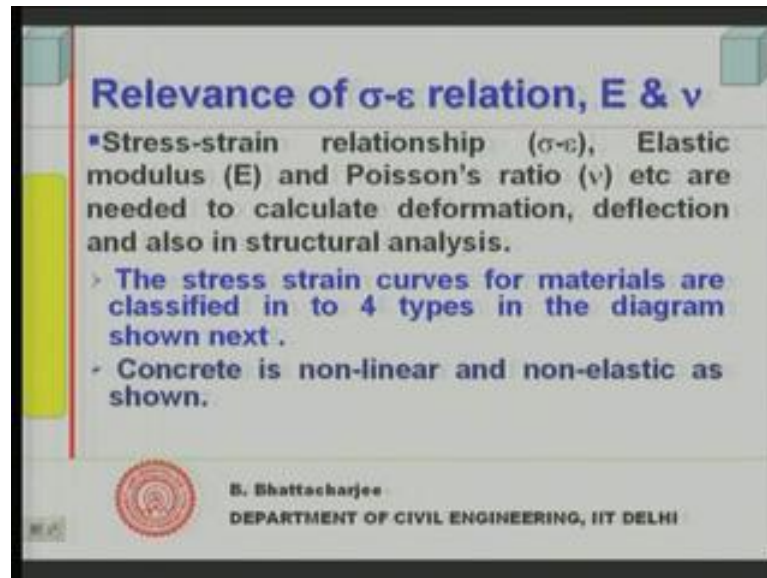 Relevance of σ-ε relation, E & ν
▪Stress-strain relationship (σ-ε), Elastic
modulus (E) and Poisson's ratio (ν) etc are
needed to calculate deformation, deflection
and also in structural analysis.
The stress strain curves for materials are
classified in to 4 types in the diagram
shown next .
Concrete is non-linear and non-elastic as
shown.
B. Bhattacharjee
DEPARTMENT OF CIVIL ENGINEERING, IIT DELHI